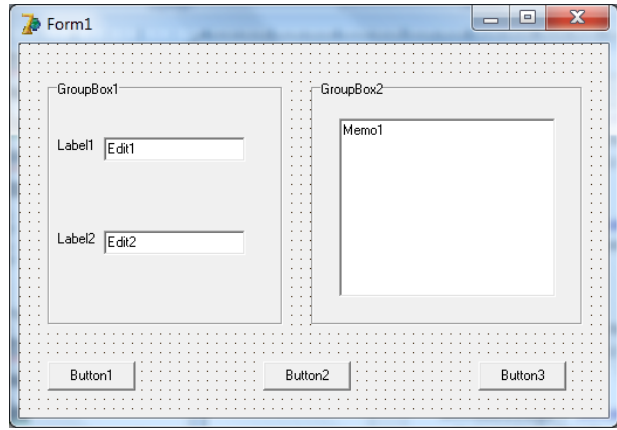 Form1
GroupBox1
Label1 Edit1
Label2 Edit2
GroupBox2
Memo1
Button1 Button2 Button3